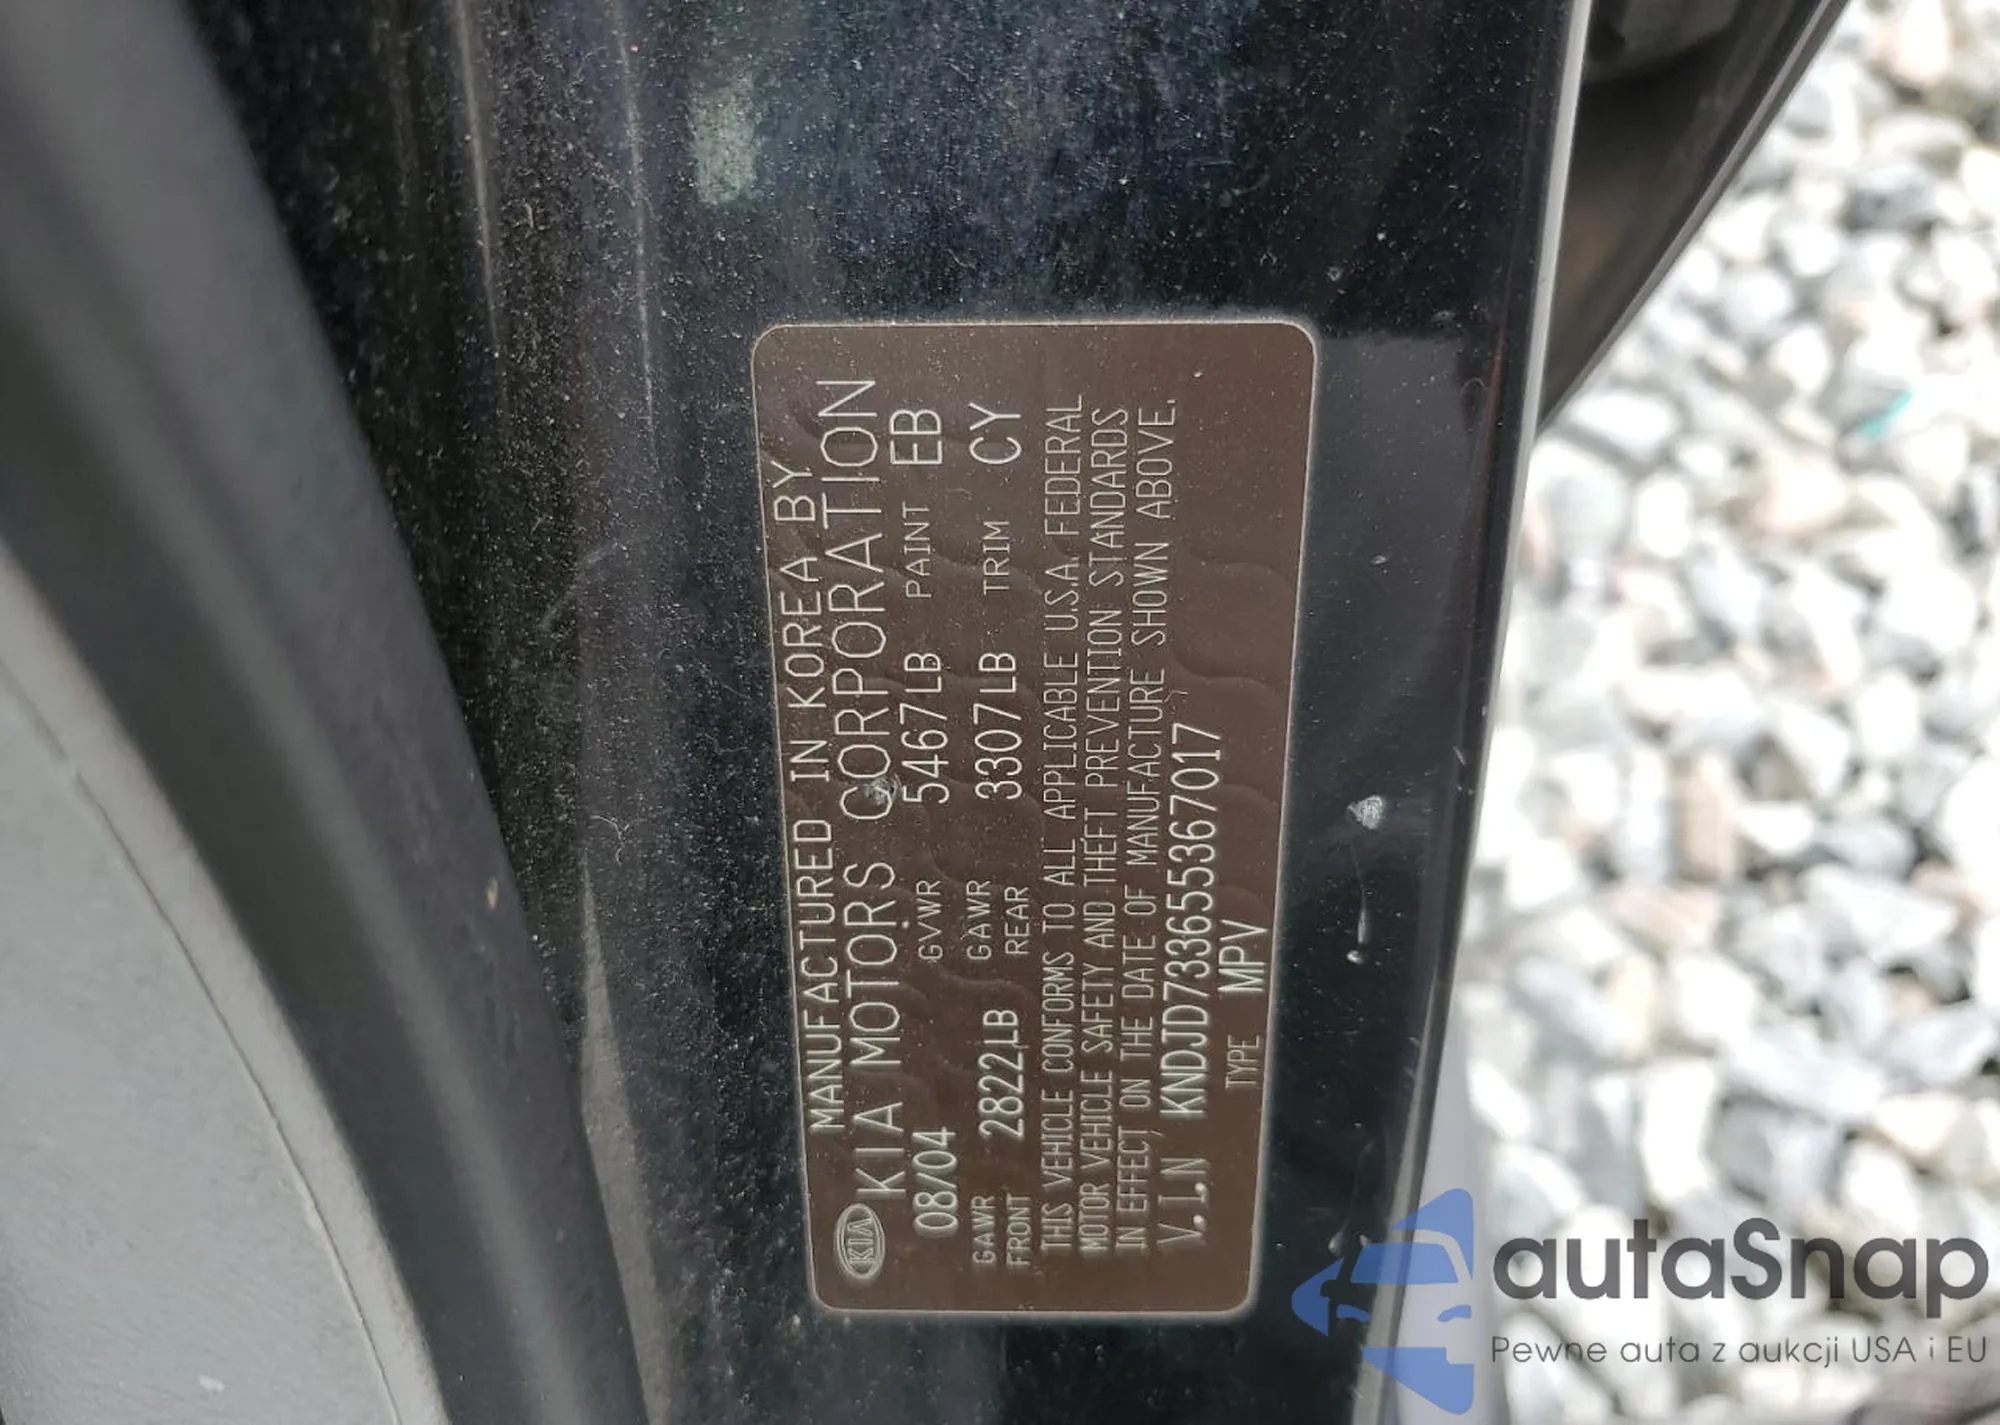 MANUFACTURED IN KOREA BY
KIA KIA MOTORS CORPORATION
08/04 GVWR 5467LB PAINT EB
GAWR FRONT 2822LB GAWR REAR 3307LB TRIM CY
THIS VEHICLE CONFORMS TO ALL APPLICABLE U.S.A. FEDERAL
MOTOR VEHICLE SAFETY AND THEFT PREVENTION STANDARDS
IN EFFECT ON THE DATE OF MANUFACTURE SHOWN ABOVE.
V.I.N KNDJD733655367017
TYPE MPV
autaSnap
Pewne auta z aukcji USA i EU